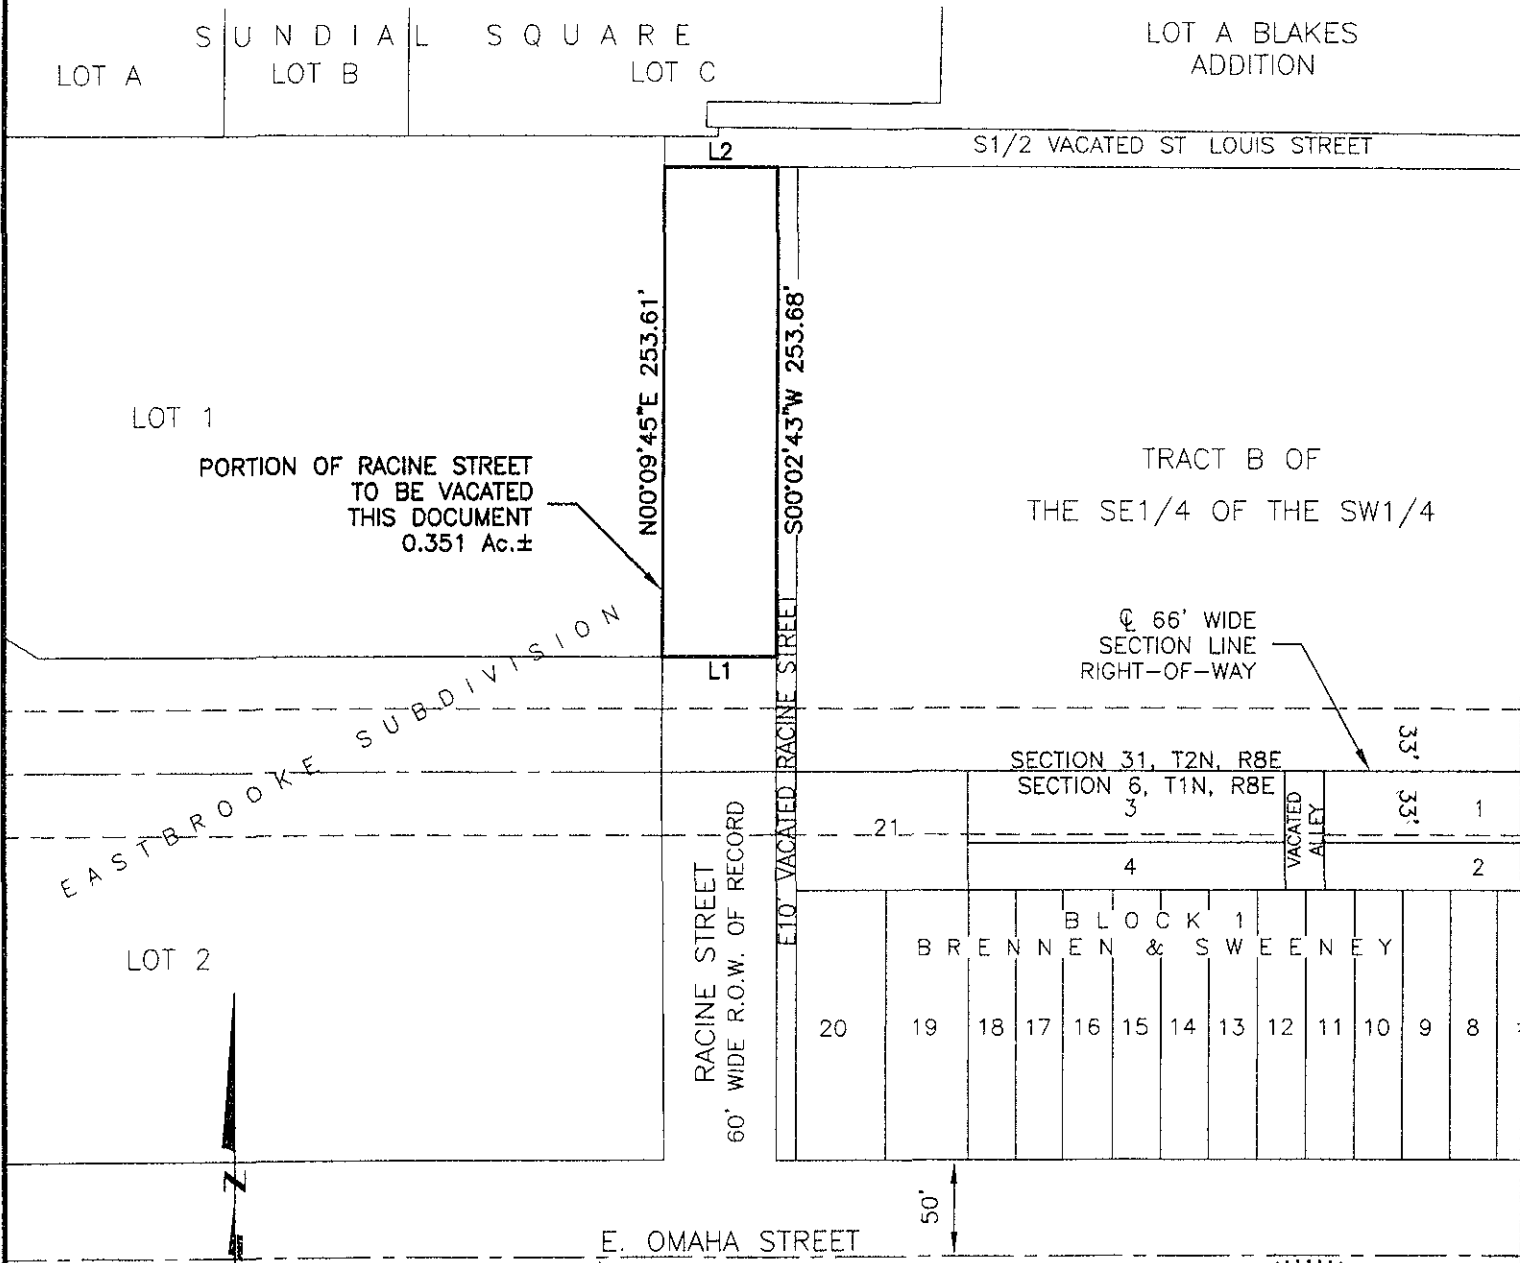 SUNDIAL SQUARE
LOT A
LOT B
LOT C
LOT A BLAKES
ADDITION
S1/2 VACATED ST LOUIS STREET
L2
N00°09'45"E 253.61'
S00°02'43"W 253.68'
LOT 1
PORTION OF RACINE STREET
TO BE VACATED
THIS DOCUMENT
0.351 Ac.±
TRACT B OF
THE SE1/4 OF THE SW1/4
℄ 66' WIDE
SECTION LINE
RIGHT-OF-WAY
L1
EASTBROOKE SUBDIVISION
E10' VACATED RACINE STREET
33'
SECTION 31, T2N, R8E
SECTION 6, T1N, R8E
33'
21
3
VACATED
ALLEY
1
4
2
RACINE STREET
60' WIDE R.O.W. OF RECORD
BLOCK 1
BRENNEN & SWEENEY
LOT 2
20 19 18 17 16 15 14 13 12 11 10 9 8
N
50'
E. OMAHA STREET